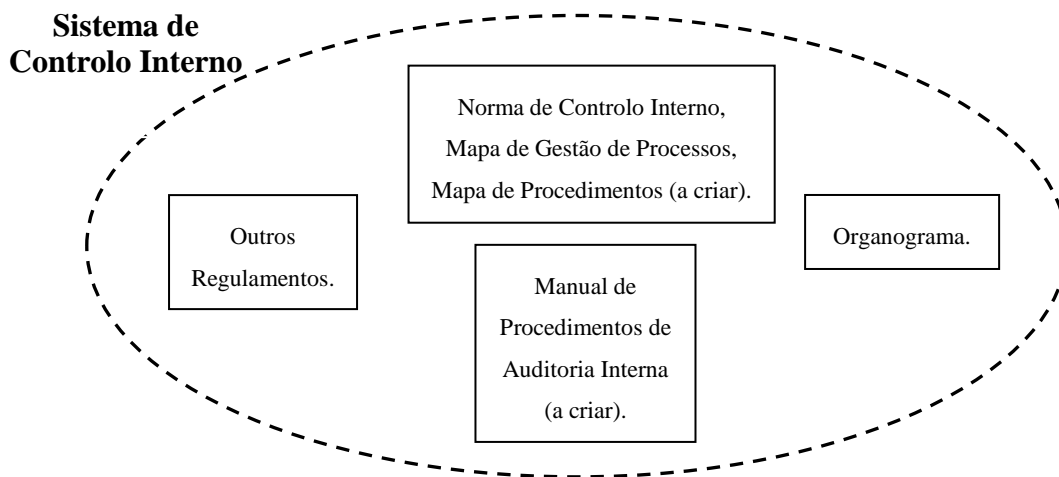 Sistema de
Controlo Interno
Norma de Controlo Interno,
Mapa de Gestão de Processos,
Mapa de Procedimentos (a criar).
Outros
Regulamentos.
Organograma.
Manual de
Procedimentos de
Auditoria Interna
(a criar).